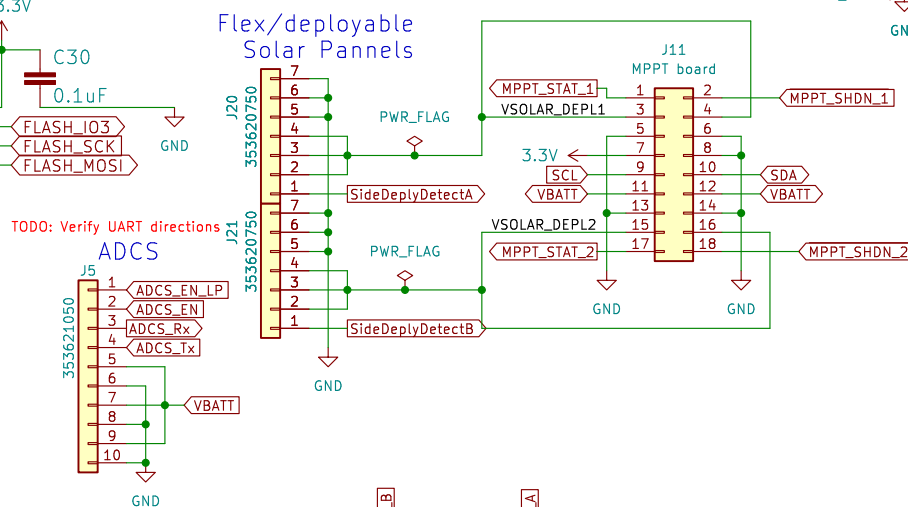 3.3V
C30
0.1uF
GND
FLASH_IO3
FLASH_SCK
FLASH_MOSI
TODO: Verify UART directions
ADCS
J5
353621050
1
ADCS_EN_LP
2
ADCS_EN
3
ADCS_Rx
4
ADCS_Tx
5
6
7
8
9
10
VBATT
GND
Flex/deployable
Solar Pannels
J20
353620750
7
6
5
4
3
2
1
PWR_FLAG
SideDeplyDetectA
J21
353620750
7
6
5
4
3
2
1
PWR_FLAG
SideDeplyDetectB
GND
J11
MPPT board
MPPT_STAT_1
1
2
MPPT_SHDN_1
VSOLAR_DEPL1
3
4
5
6
3.3V
7
8
SCL
9
10
SDA
VBATT
11
12
VBATT
13
14
VSOLAR_DEPL2
15
16
MPPT_STAT_2
17
18
MPPT_SHDN_2
GND
GND
GN
B
A